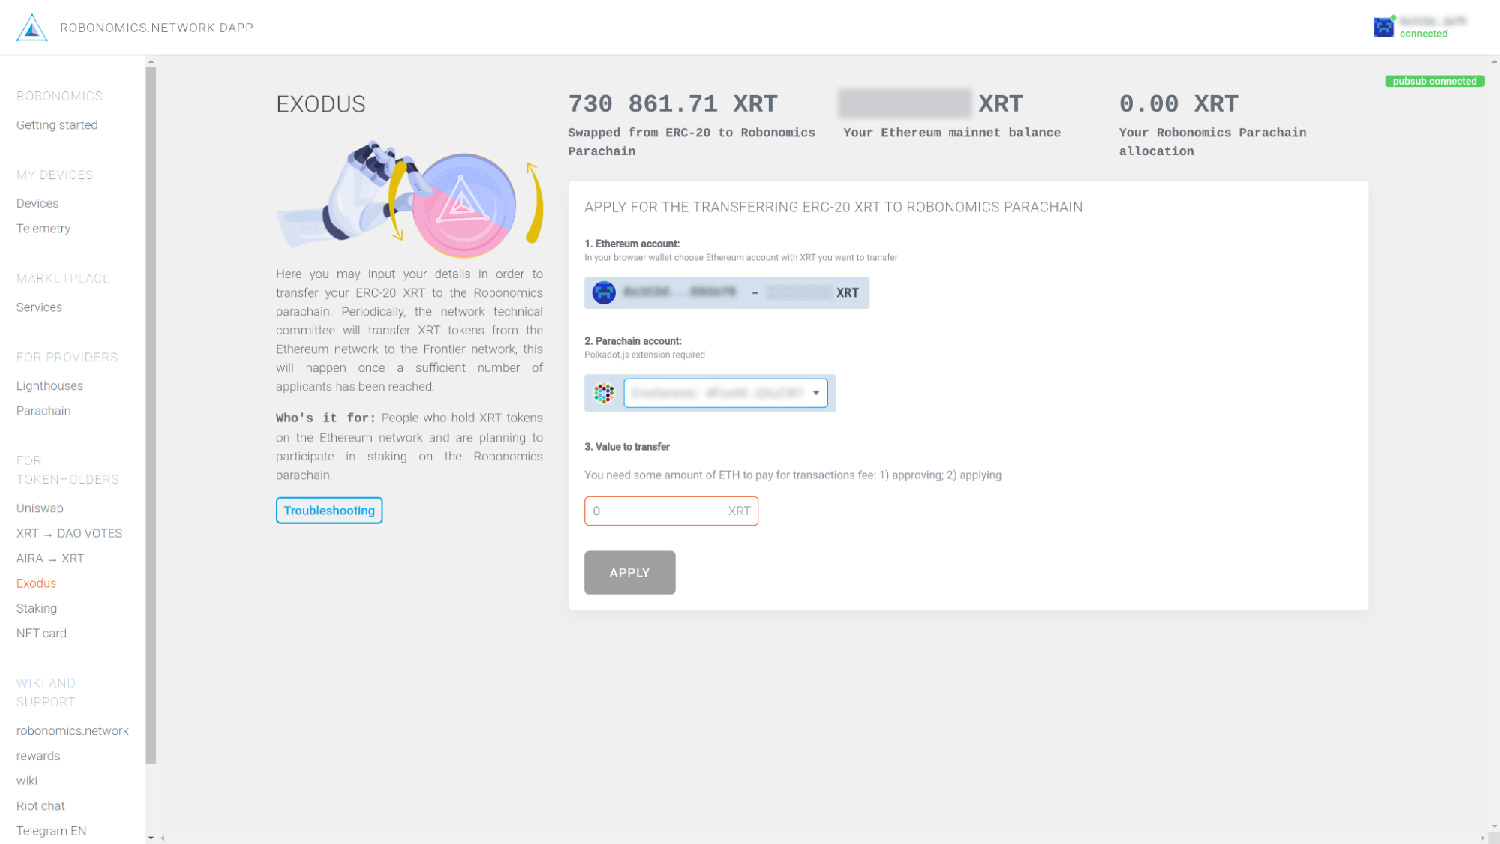 ROBONOMICS.NETWORK DAPP
connected
pubsub connected
ROBONOMICS
Getting started
MY DEVICES
Devices
Telemetry
MARKETPLACE
Services
FOR PROVIDERS
Lighthouses
Parachain
FOR
TOKENHOLDERS
Uniswap
XRT → DAO VOTES
AIRA → XRT
Exodus
Staking
NFT card
WIKI AND
SUPPORT
robonomics.network
rewards
wiki
Riot chat
Telegram EN
EXODUS
Here you may input your details in order to
transfer your ERC-20 XRT to the Robonomics
parachain. Periodically, the network technical
committee will transfer XRT tokens from the
Ethereum network to the Frontier network, this
will happen once a sufficient number of
applicants has been reached.
Who's it for: People who hold XRT tokens
on the Ethereum network and are planning to
participate in staking on the Robonomics
parachain.
Troubleshooting
730 861.71 XRT
Swapped from ERC-20 to Robonomics
Parachain
XRT
Your Ethereum mainnet balance
0.00 XRT
Your Robonomics Parachain
allocation
APPLY FOR THE TRANSFERRING ERC-20 XRT TO ROBONOMICS PARACHAIN
1. Ethereum account:
In your browser wallet choose Ethereum account with XRT you want to transfer
– XRT
2. Parachain account:
Polkadot.js extension required
3. Value to transfer
You need some amount of ETH to pay for transactions fee: 1) approving; 2) applying
0 XRT
APPLY